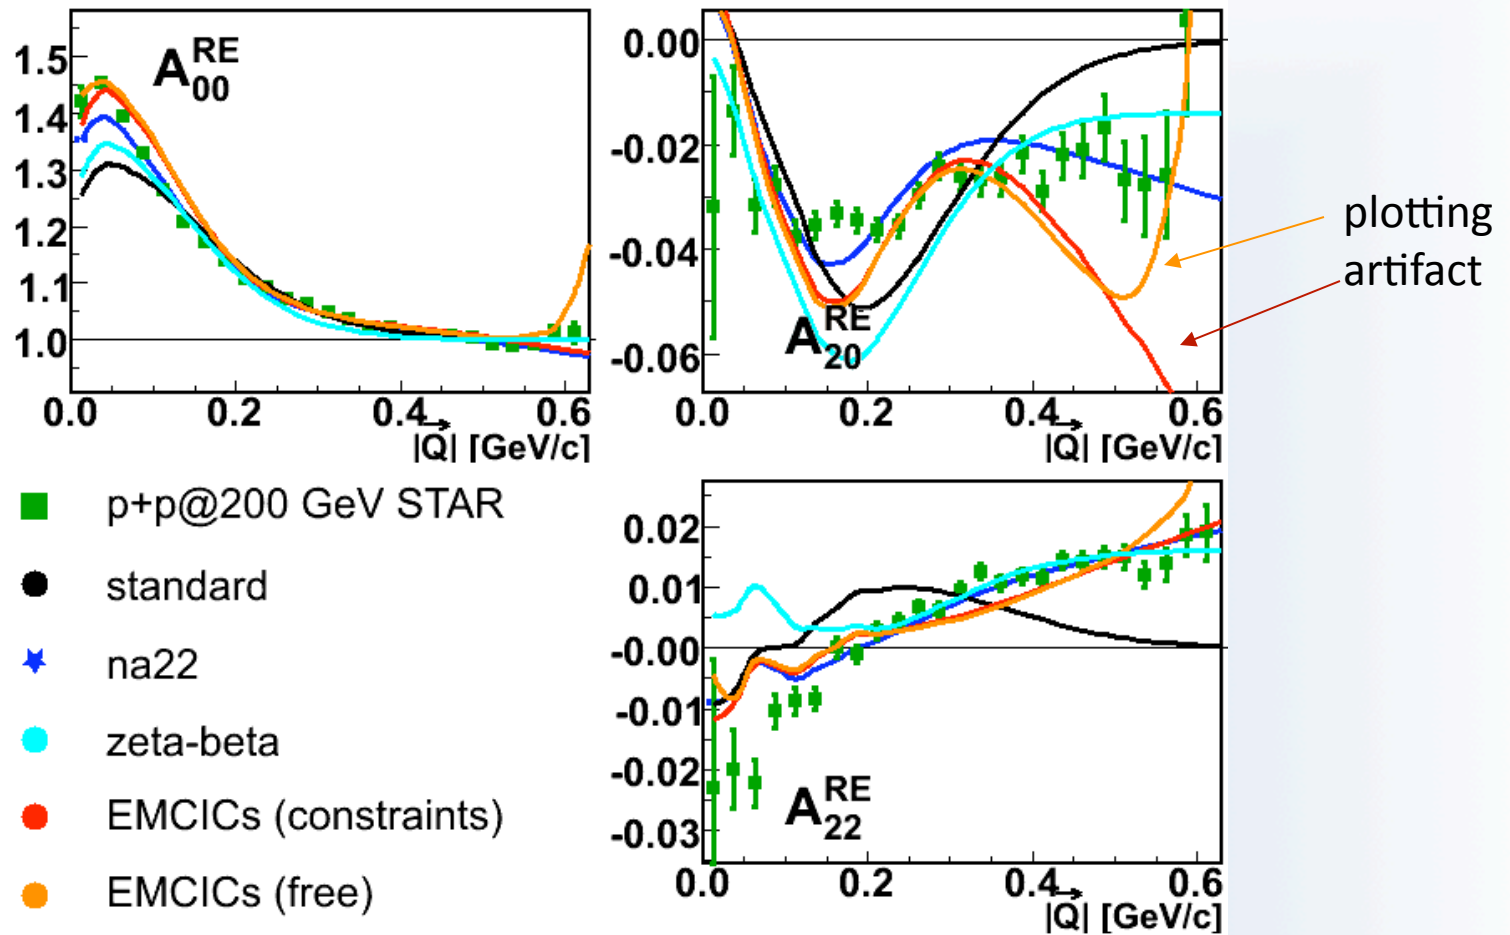 A00RE
1.5
1.4
1.3
1.2
1.1
1.0
0.0 0.2 0.4 0.6
|Q| [GeV/c]
0.00
-0.02
-0.04
-0.06
A20RE
0.0 0.2 0.4 0.6
|Q| [GeV/c]
plotting
artifact
p+p@200 GeV STAR
standard
na22
zeta-beta
EMCICs (constraints)
EMCICs (free)
0.02
0.01
-0.00
-0.01
-0.02
-0.03
A22RE
0.0 0.2 0.4 0.6
|Q| [GeV/c]